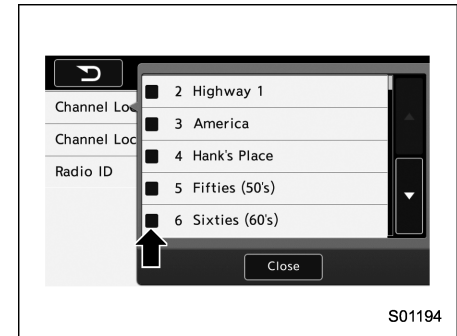 Channel Lo
2 Highway 1
3 America
Channel Loc
4 Hank's Place
Radio ID
5 Fifties (50's)
6 Sixties (60's)
Close
S01194